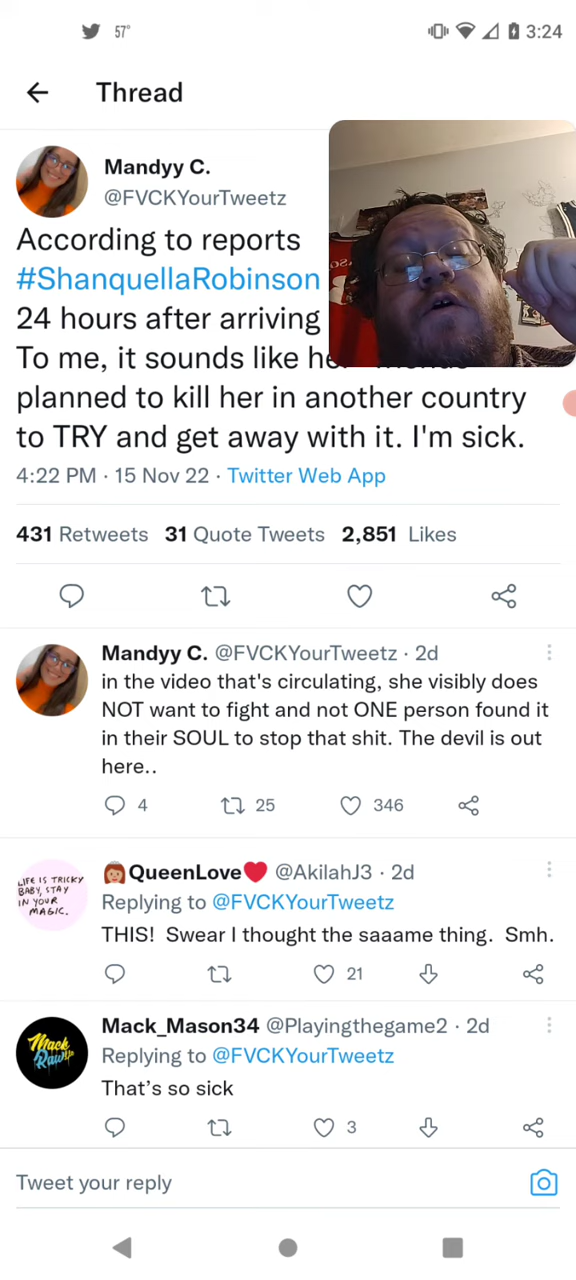 57° 3:24
Thread
Mandyy C.
@FVCKYourTweetz
According to reports
#ShanquellaRobinson
24 hours after arriving
To me, it sounds like
planned to kill her in another country
to TRY and get away with it. I'm sick.
4:22 PM · 15 Nov 22 · Twitter Web App
431 Retweets 31 Quote Tweets 2,851 Likes
Mandyy C. @FVCKYourTweetz · 2d
in the video that's circulating, she visibly does
NOT want to fight and not ONE person found it
in their SOUL to stop that shit. The devil is out
here..
4 25 346
LIFE IS TRICKY
BABY, STAY
IN YOUR
MAGIC.
QueenLove @AkilahJ3 · 2d
Replying to @FVCKYourTweetz
THIS! Swear I thought the saaame thing. Smh.
21
Mack_Mason34 @Playingthegame2 · 2d
Replying to @FVCKYourTweetz
That's so sick
3
Tweet your reply